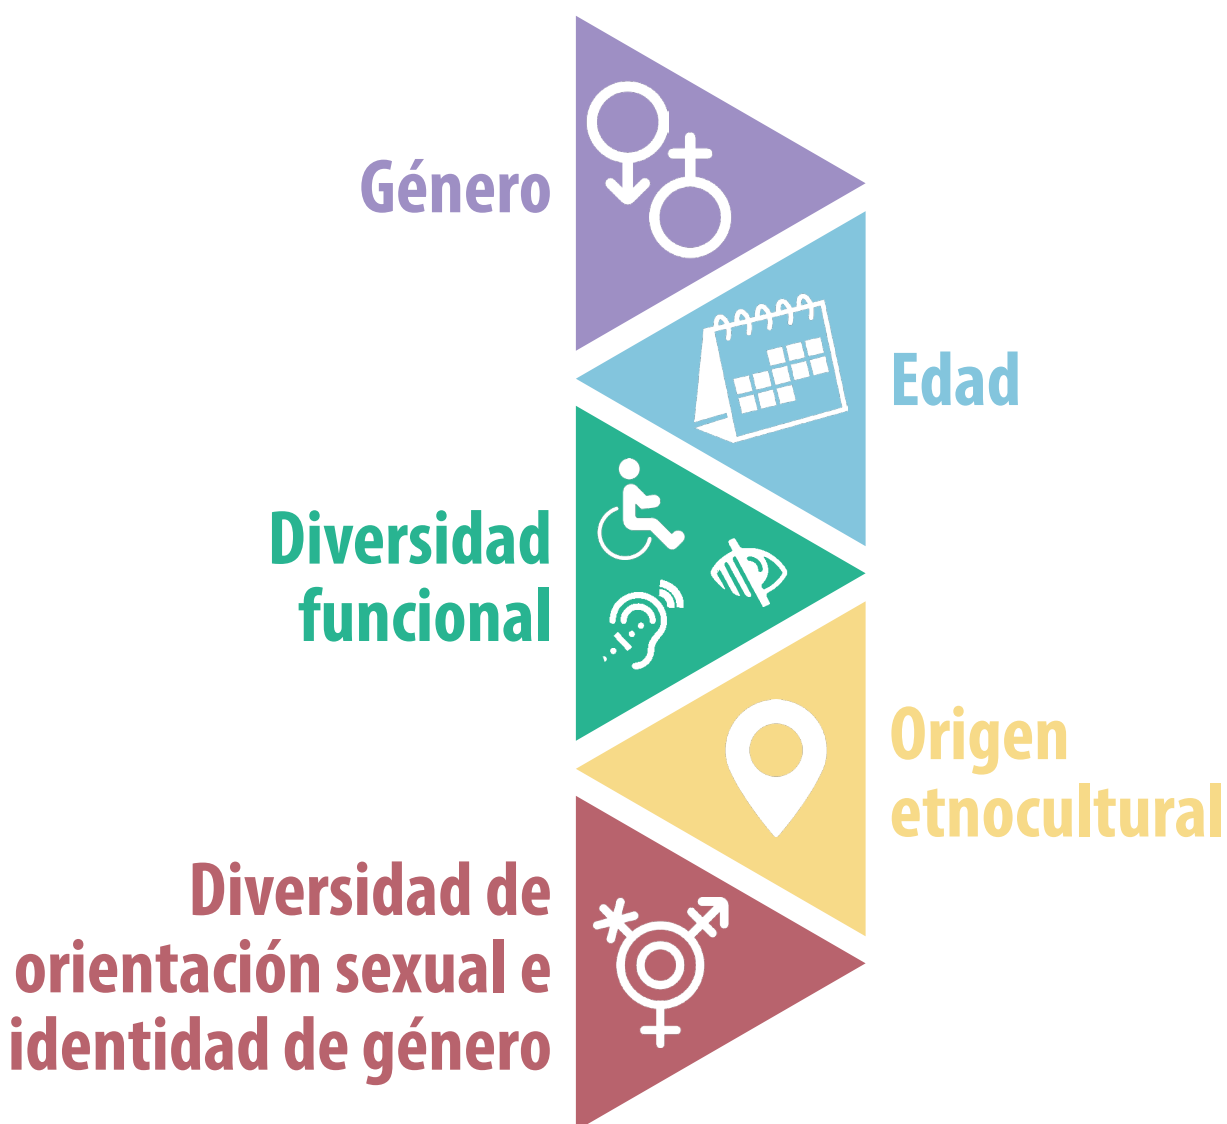 Género
Edad
Diversidad
funcional
Origen
etnocultural
Diversidad de
orientación sexual e
identidad de género